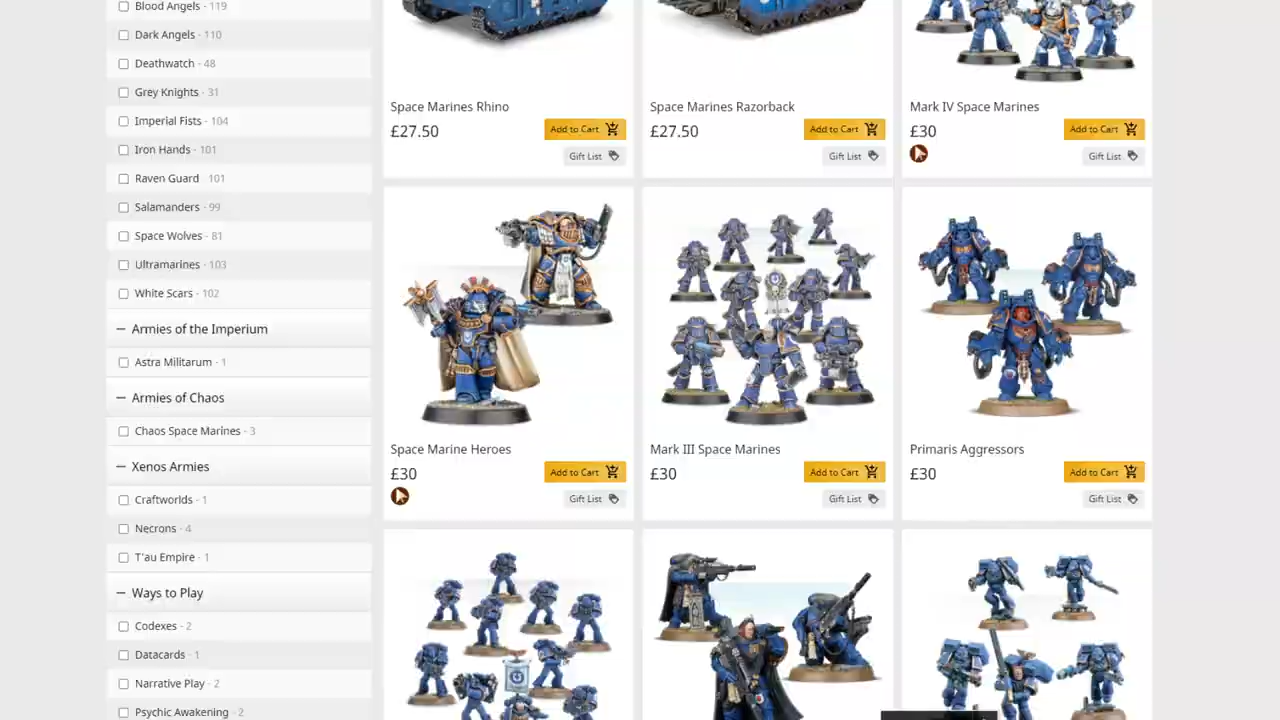 Blood Angels - 119
Dark Angels - 110
Deathwatch - 48
Grey Knights - 31
Imperial Fists - 104
Iron Hands - 101
Raven Guard - 101
Salamanders - 99
Space Wolves - 81
Ultramarines - 103
White Scars - 102
Armies of the Imperium
Astra Militarum - 1
Armies of Chaos
Chaos Space Marines - 3
Xenos Armies
Craftworlds - 1
Necrons - 4
T'au Empire - 1
Ways to Play
Codexes - 2
Datacards - 1
Narrative Play - 2
Psychic Awakening - 2
Space Marines Rhino
£27.50
Add to Cart
Gift List
Space Marines Razorback
£27.50
Add to Cart
Gift List
Mark IV Space Marines
£30
Add to Cart
Gift List
Space Marine Heroes
£30
Add to Cart
Gift List
Mark III Space Marines
£30
Add to Cart
Gift List
Primaris Aggressors
£30
Add to Cart
Gift List